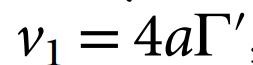 ν₁ = 4aΓ′,